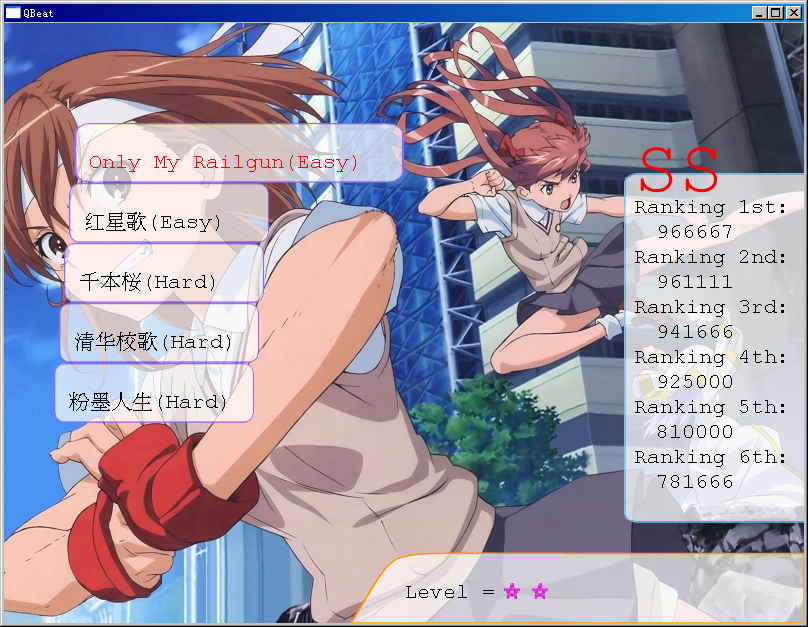 QBeat
Only My Railgun(Easy)
红星歌(Easy)
千本桜(Hard)
清华校歌(Hard)
粉墨人生(Hard)
SS
Ranking 1st:
966667
Ranking 2nd:
961111
Ranking 3rd:
941666
Ranking 4th:
925000
Ranking 5th:
810000
Ranking 6th:
781666
Level = ☆ ☆